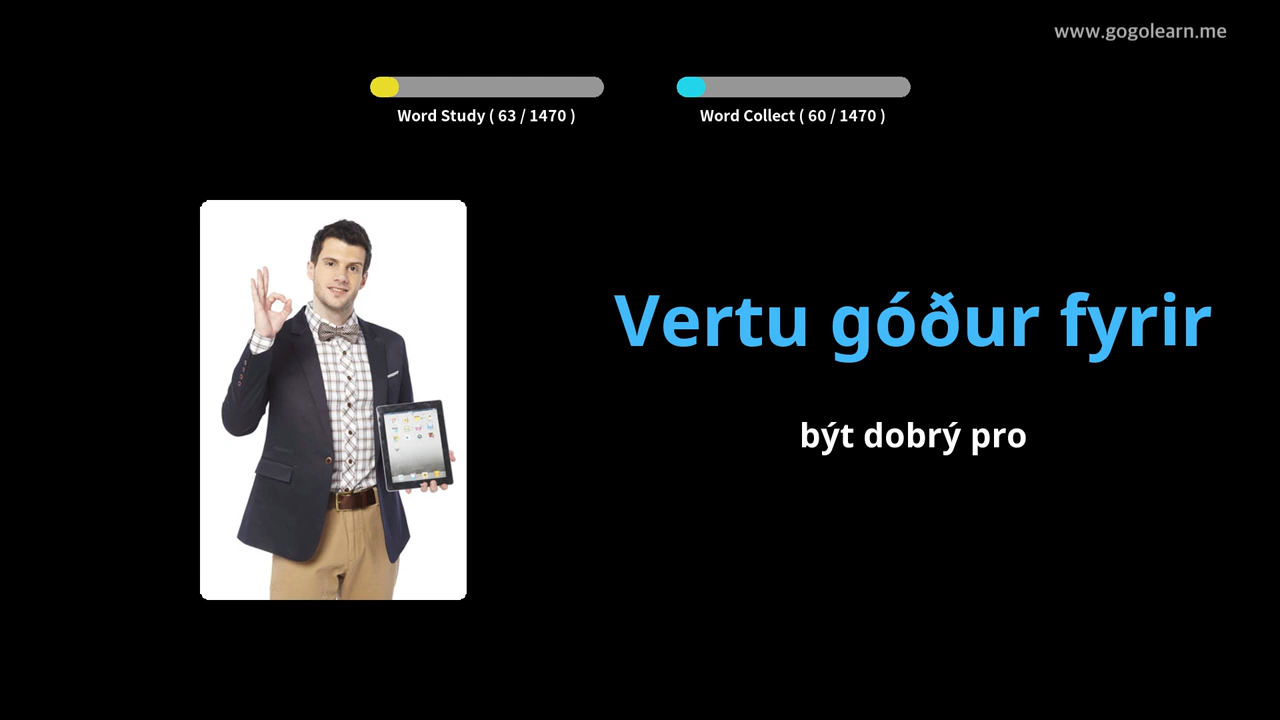 www.gogolearn.me
Word Study ( 63 / 1470 )
Word Collect ( 60 / 1470 )
Vertu góður fyrir
být dobrý pro